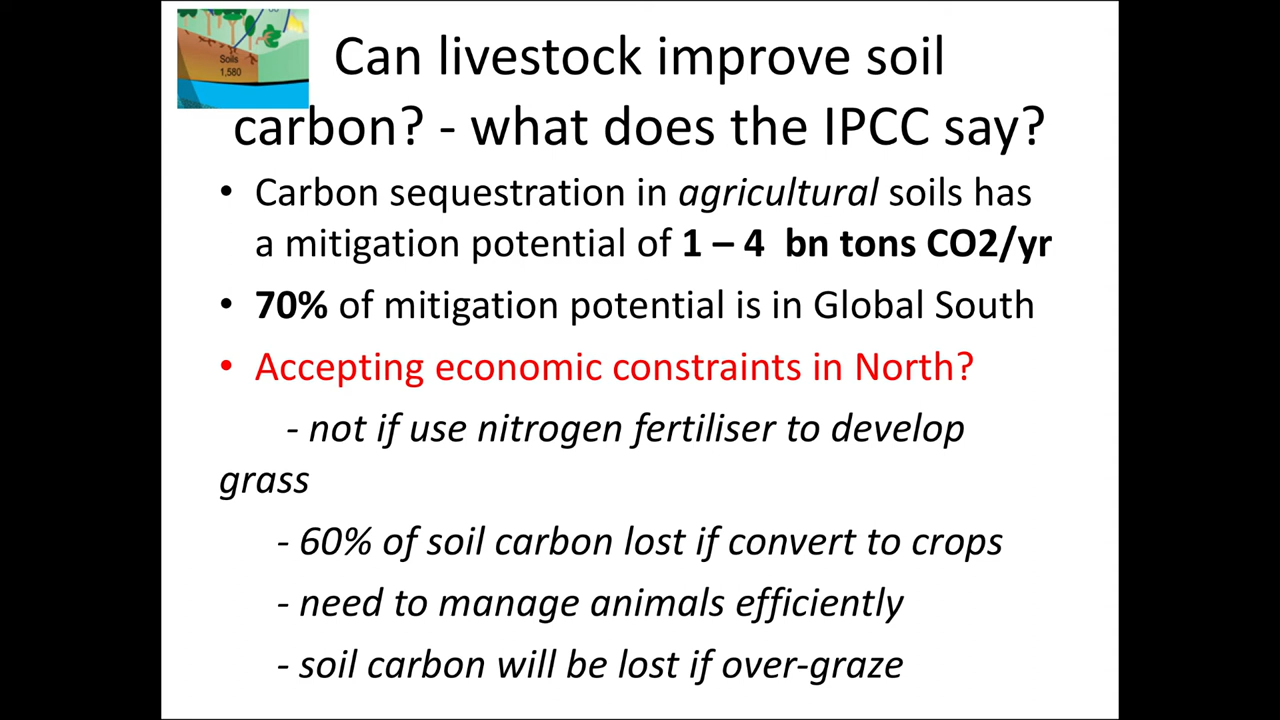 Soils
1,580
Can livestock improve soil
carbon? - what does the IPCC say?
• Carbon sequestration in agricultural soils has
a mitigation potential of 1 – 4 bn tons CO2/yr
• 70% of mitigation potential is in Global South
• Accepting economic constraints in North?
- not if use nitrogen fertiliser to develop
grass
- 60% of soil carbon lost if convert to crops
- need to manage animals efficiently
- soil carbon will be lost if over-graze